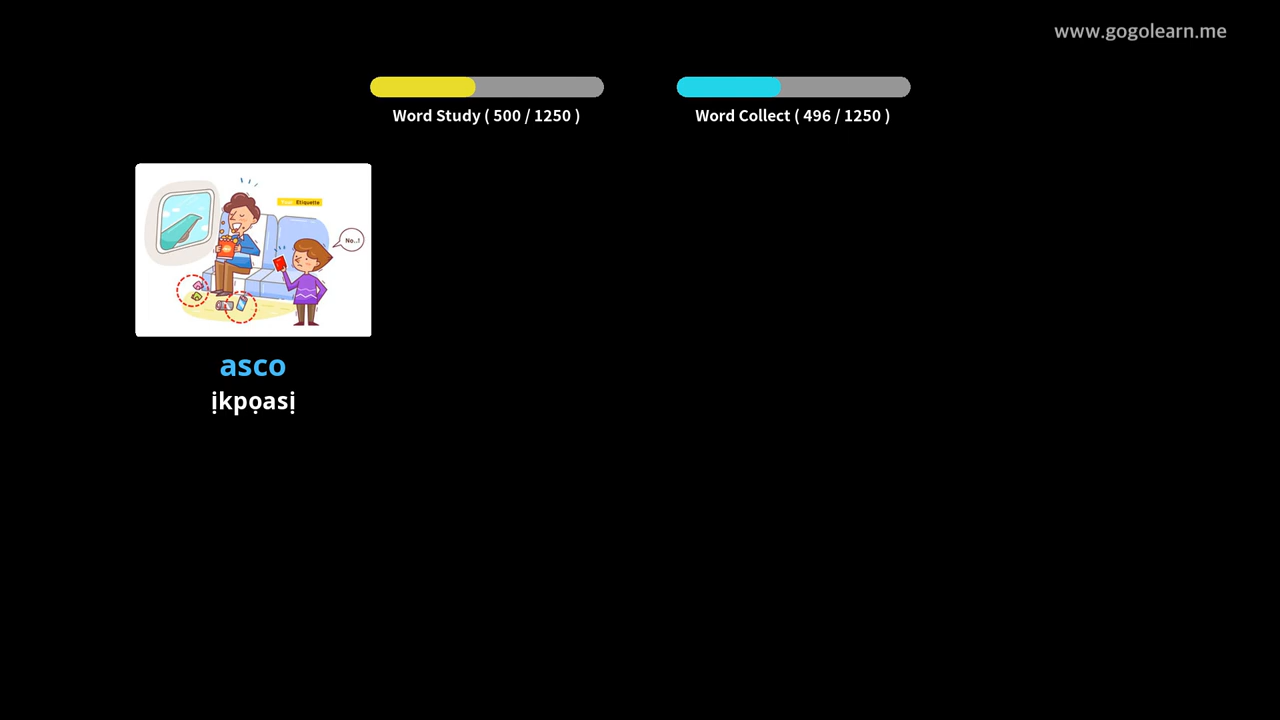 www.gogolearn.me
Word Study ( 500 / 1250 )
Word Collect ( 496 / 1250 )
Etiquette
No..!
asco
ịkpọasị